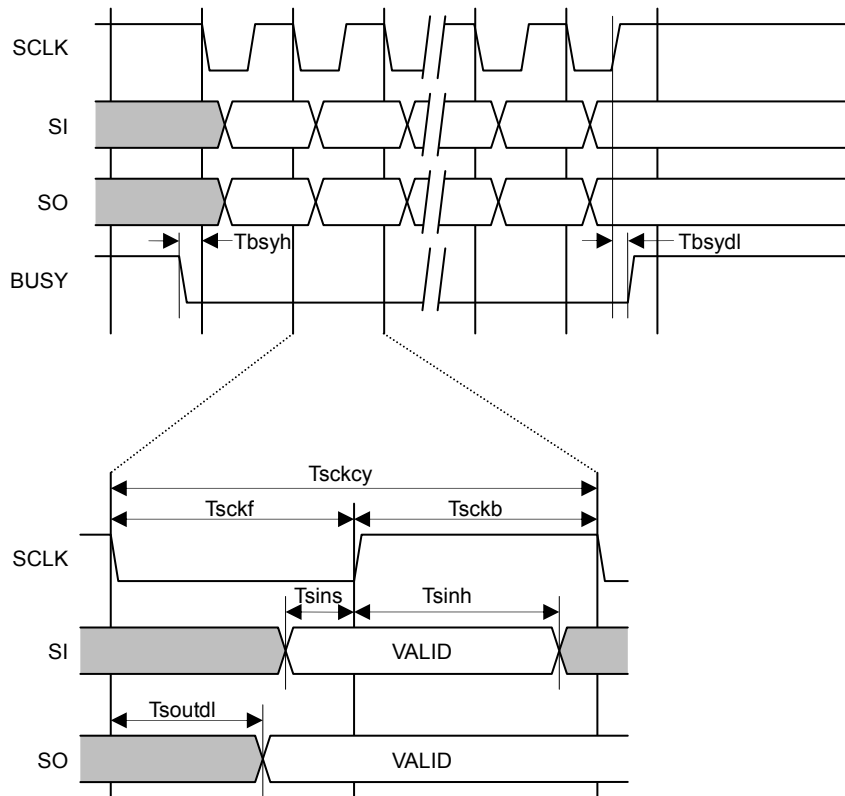 SCLK
SI
SO
Tbsyh
Tbsydl
BUSY
Tsckcy
Tsckf
Tsckb
SCLK
Tsins
Tsinh
SI
VALID
Tsoutdl
SO
VALID